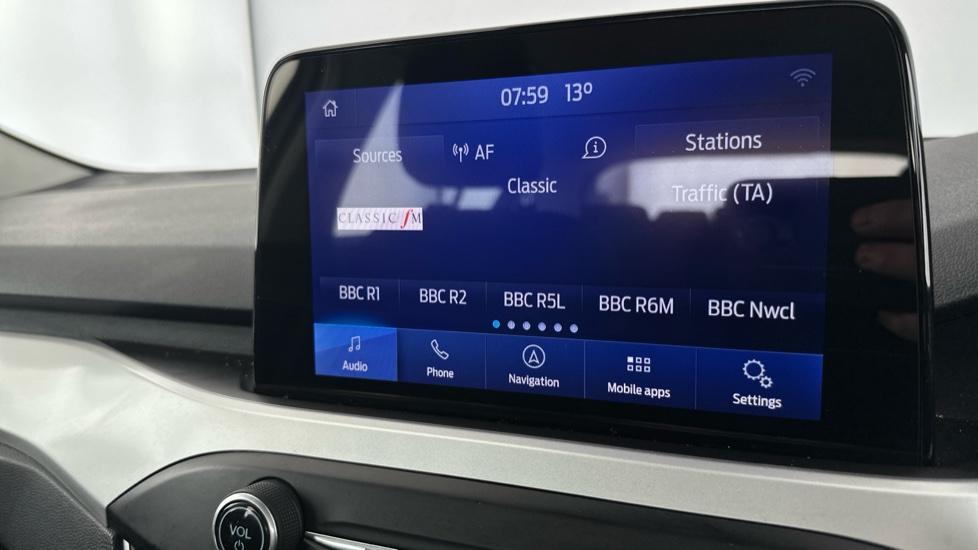 07:59 13º
Sources AF Stations
Classic Traffic (TA)
CLASSIC fM
BBC R1 BBC R2 BBC R5L BBC R6M BBC Nwcl
Audio Phone Navigation Mobile apps Settings
VOL